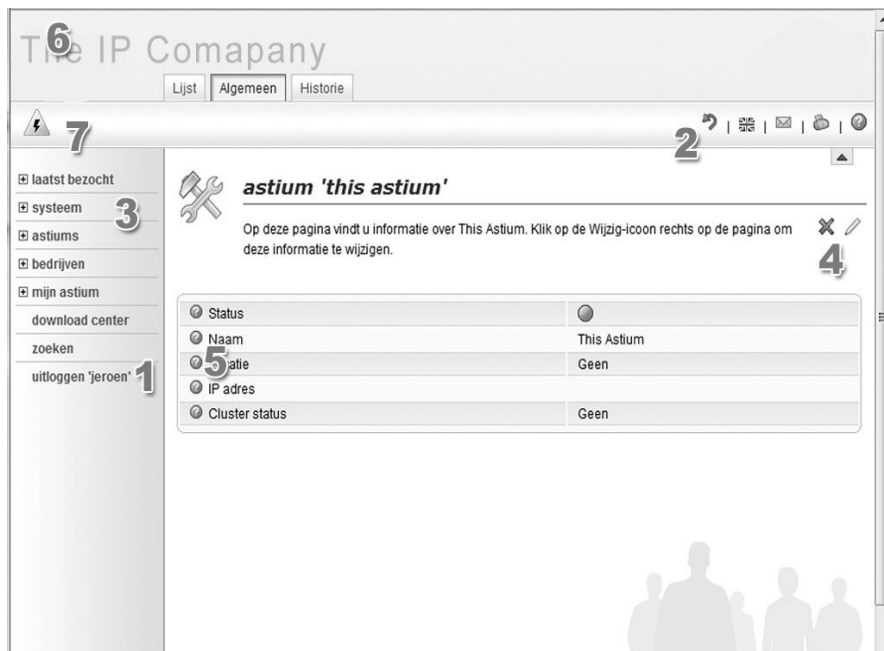 6
The IP Comapany
Lijst Algemeen Historie
7
2 | | | |
laatst bezocht
systeem
3
astiums
bedrijven
mijn astium
download center
zoeken
uitloggen 'jeroen'
1
astium 'this astium'
Op deze pagina vindt u informatie over This Astium. Klik op de Wijzig-icoon rechts op de pagina om
deze informatie te wijzigen.
4
Status
Naam This Astium
5
Geen
IP adres
Cluster status Geen